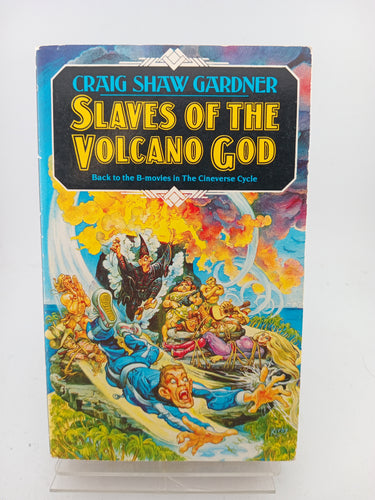 CRAIG SHAW GARDNER
SLAVES OF THE
VOLCANO GOD
Back to the B-movies in The Cineverse Cycle